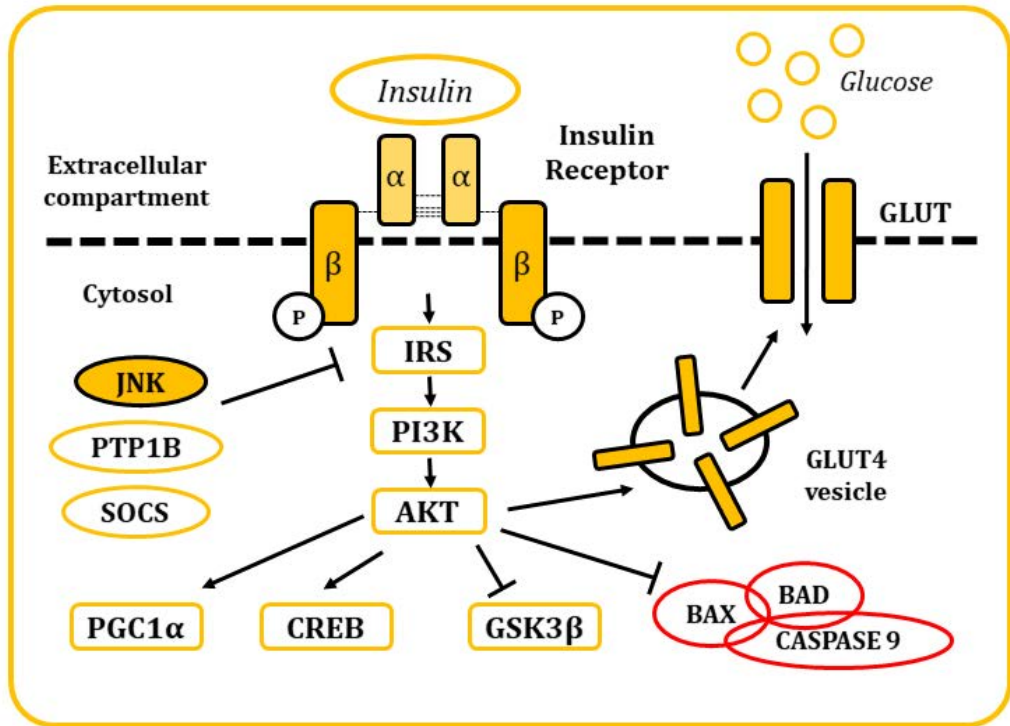 Insulin
Glucose
α
α
Insulin
Receptor
Extracellular
compartment
GLUT
β
β
Cytosol
P
P
IRS
JNK
PI3K
PTP1B
GLUT4
vesicle
SOCS
AKT
PGC1α
CREB
GSK3β
BAX
BAD
CASPASE 9